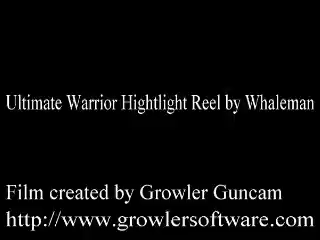 Ultimate Warrior Hightlight Reel by Whaleman
Film created by Growler Guncam
http://www.growlersoftware.com